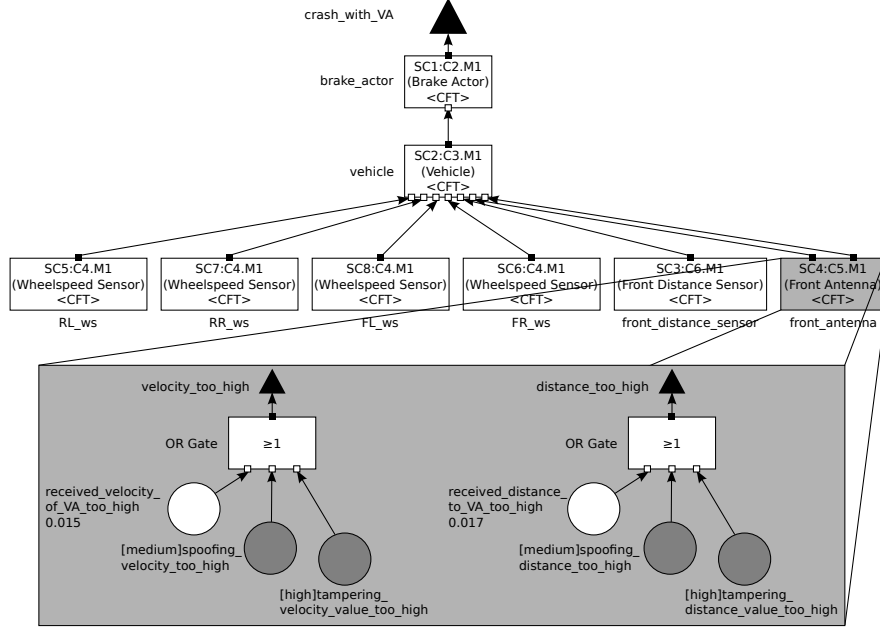 crash_with_VA
SC1:C2.M1
(Brake Actor)
<CFT>
brake_actor
SC2:C3.M1
(Vehicle)
<CFT>
vehicle
SC5:C4.M1
(Wheelspeed Sensor)
<CFT>
RL_ws
SC7:C4.M1
(Wheelspeed Sensor)
<CFT>
RR_ws
SC8:C4.M1
(Wheelspeed Sensor)
<CFT>
FL_ws
SC6:C4.M1
(Wheelspeed Sensor)
<CFT>
FR_ws
SC3:C6.M1
(Front Distance Sensor)
<CFT>
front_distance_sensor
SC4:C5.M1
(Front Antenna)
<CFT>
front_antenna
velocity_too_high
OR Gate
≥1
received_velocity_
of_VA_too_high
0.015
[medium]spoofing_
velocity_too_high
[high]tampering_
velocity_value_too_high
distance_too_high
OR Gate
≥1
received_distance_
to_VA_too_high
0.017
[medium]spoofing_
distance_too_high
[high]tampering_
distance_value_too_high